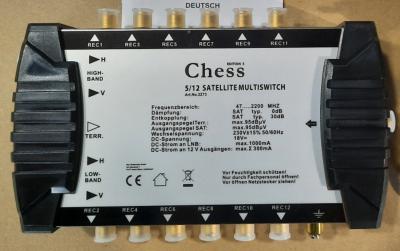 DEUTSCH
REC1 REC3 REC5 REC7 REC9 REC11
H
HIGH-
BAND
V
TERR.
H
LOW-
BAND
V
EDITION 3
Chess
5/12 SATELLITE MULTISWITCH
Art.No.2271
Frequenzbereich: 47.....2200 MHZ
Dämpfung: SAT typ. 0dB
Entkopplung: SAT typ. 30dB
Ausgangspegel Terr.: max.95dBµV
Ausgangspegel SAT: max.95dBµV
Wechselspannung: 230V±15% 50/60Hz
DC-Spannung: 18V=
DC-Strom an LNB: max.1000mA
DC-Strom an 12 V Ausgängen: max.2 300mA
CE
Vor Feuchtigkeit schützen!
Nur durch Fachpersonal öffnen!
Vor Öffnen Netzstecker ziehen!
REC2 REC4 REC6 REC8 REC10 REC12